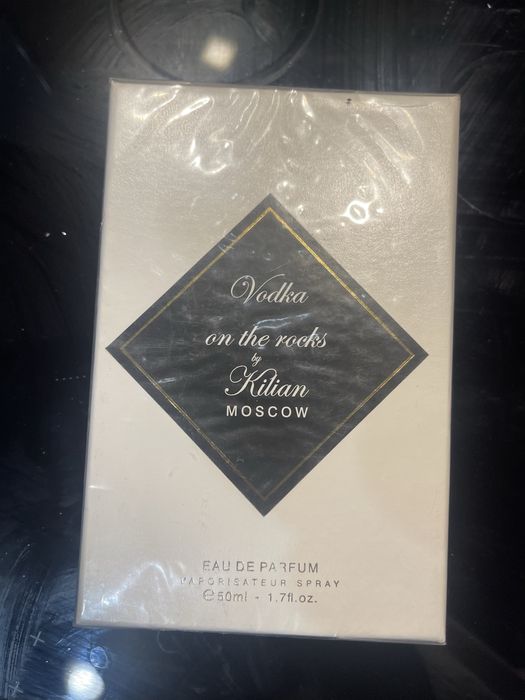 Vodka
on the rocks
by
Kilian
MOSCOW
EAU DE PARFUM
VAPORISATEUR SPRAY
℮50ml - 1.7fl.oz.